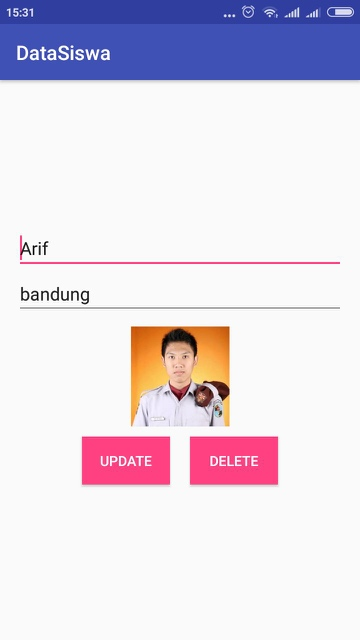 15:31
DataSiswa
Arif
bandung
UPDATE
DELETE